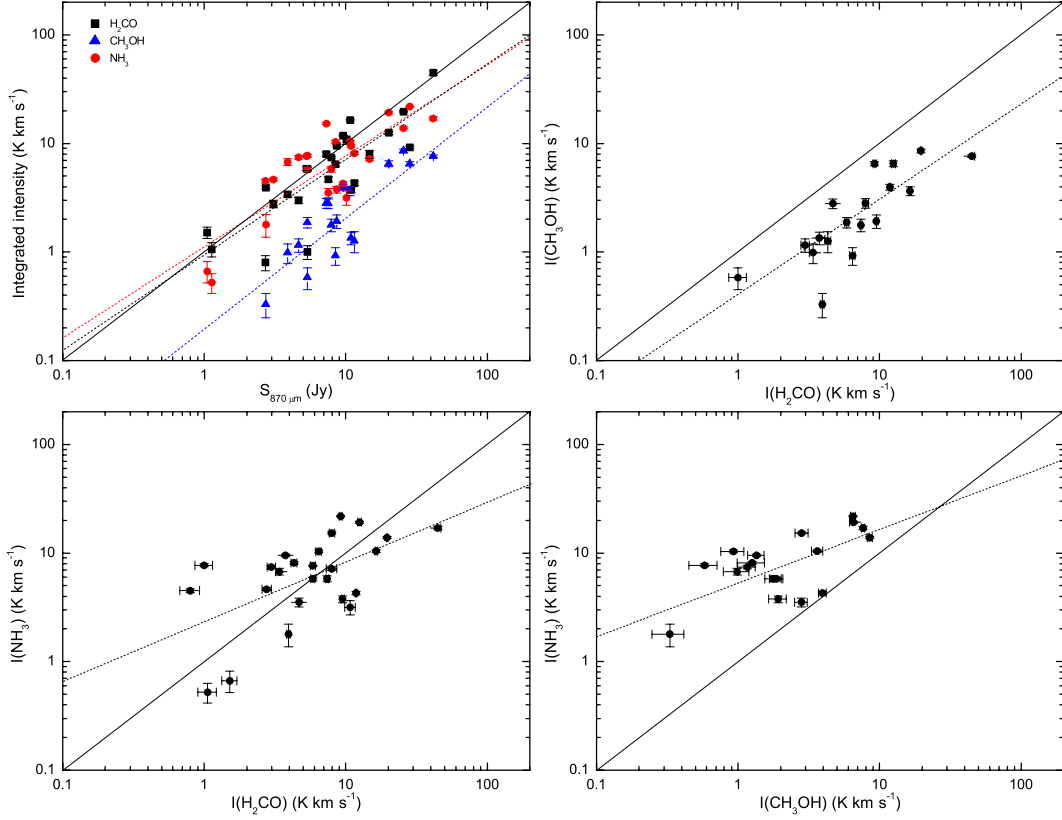 H2CO
CH3OH
NH3
Integrated intensity (K km s-1)
100
10
1
0.1
0.1
1
10
100
S870 μm (Jy)
I(CH3OH) (K km s-1)
100
10
1
0.1
0.1
1
10
100
I(H2CO) (K km s-1)
I(NH3) (K km s-1)
100
10
1
0.1
0.1
1
10
100
I(H2CO) (K km s-1)
I(NH3) (K km s-1)
100
10
1
0.1
0.1
1
10
100
I(CH3OH) (K km s-1)